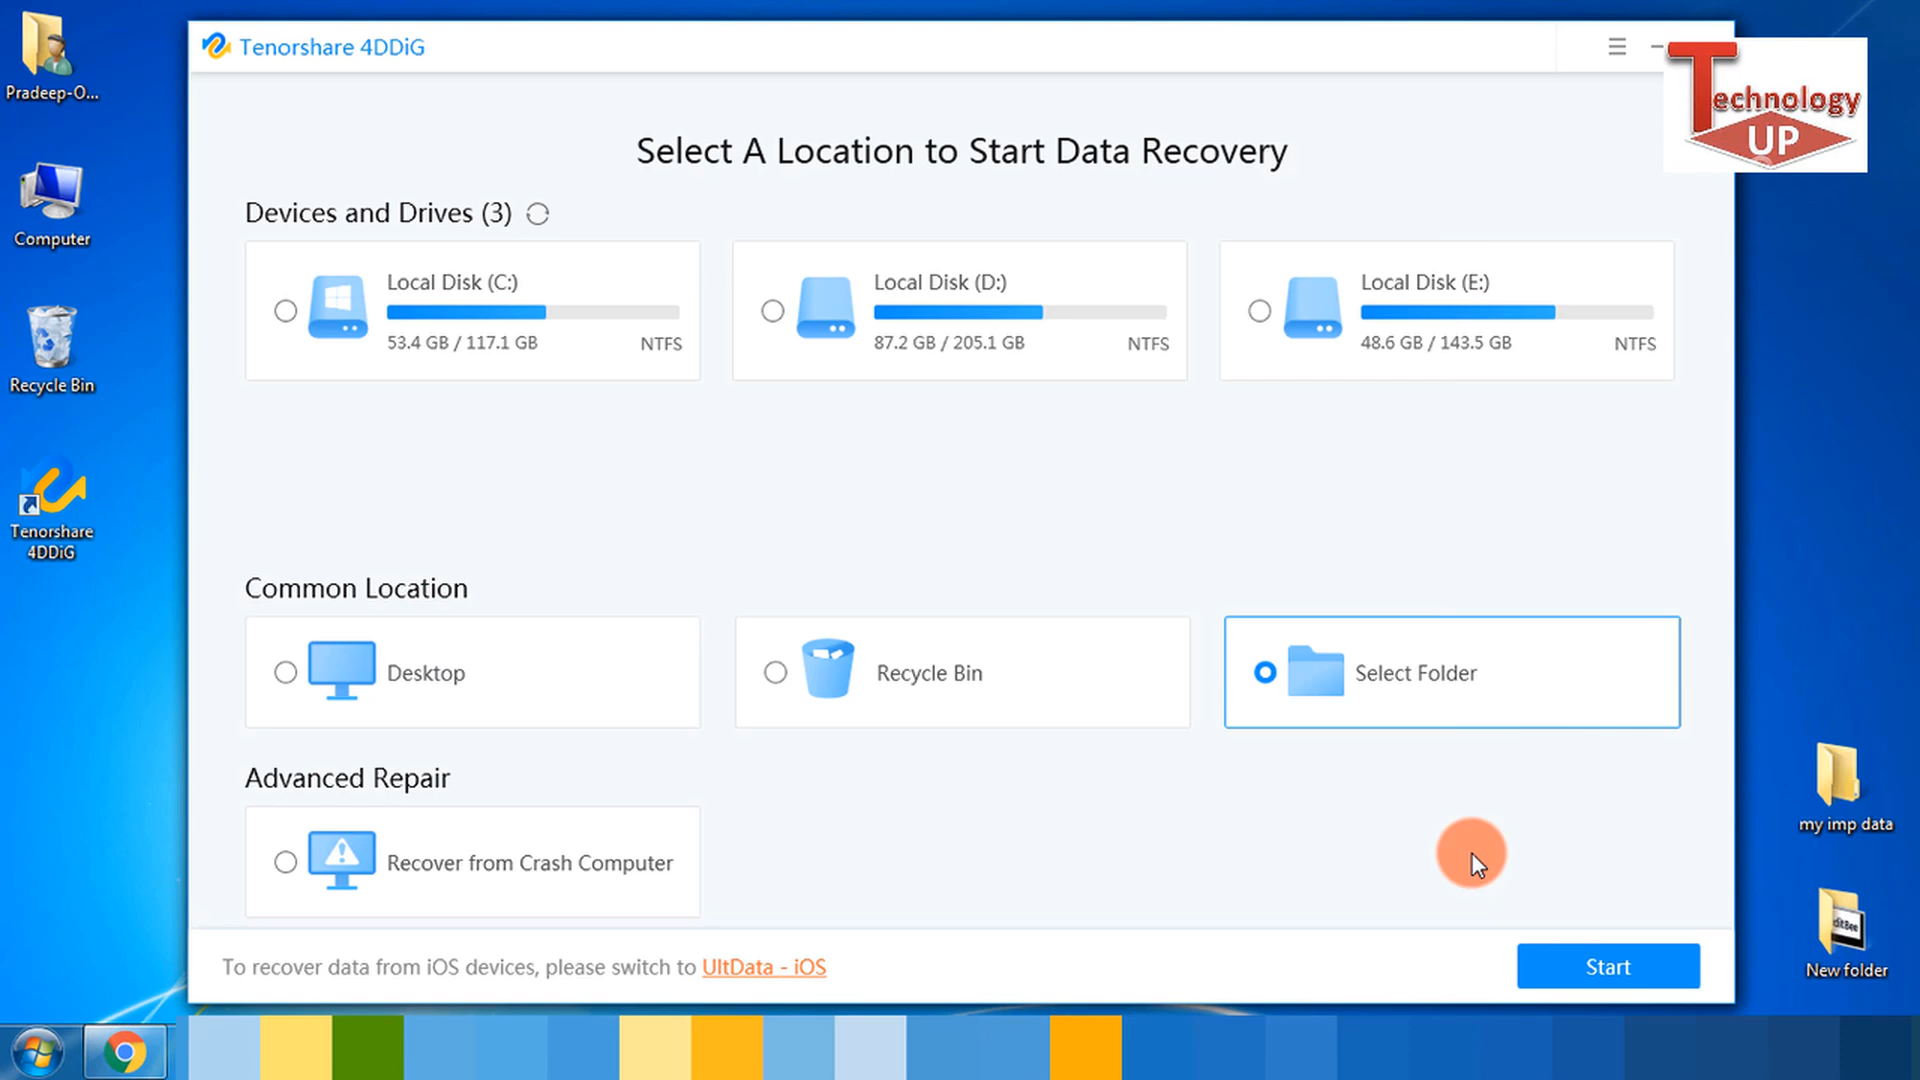 Pradeep-O...
Computer
Recycle Bin
Tenorshare
4DDiG
Tenorshare 4DDiG
Technology
UP
Select A Location to Start Data Recovery
Devices and Drives (3)
Local Disk (C:)
53.4 GB / 117.1 GB NTFS
Local Disk (D:)
87.2 GB / 205.1 GB NTFS
Local Disk (E:)
48.6 GB / 143.5 GB NTFS
Common Location
Desktop
Recycle Bin
Select Folder
Advanced Repair
Recover from Crash Computer
To recover data from iOS devices, please switch to UltData - iOS
Start
my imp data
New folder